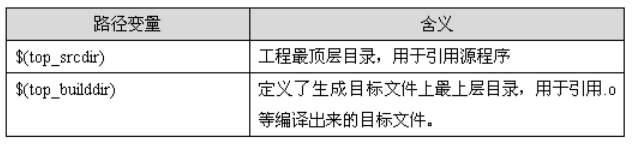 路径变量 含义
$(top_srcdir) 工程最顶层目录，用于引用源程序
$(top_builddir) 定义了生成目标文件上最上层目录，用于引用.o
等编译出来的目标文件。